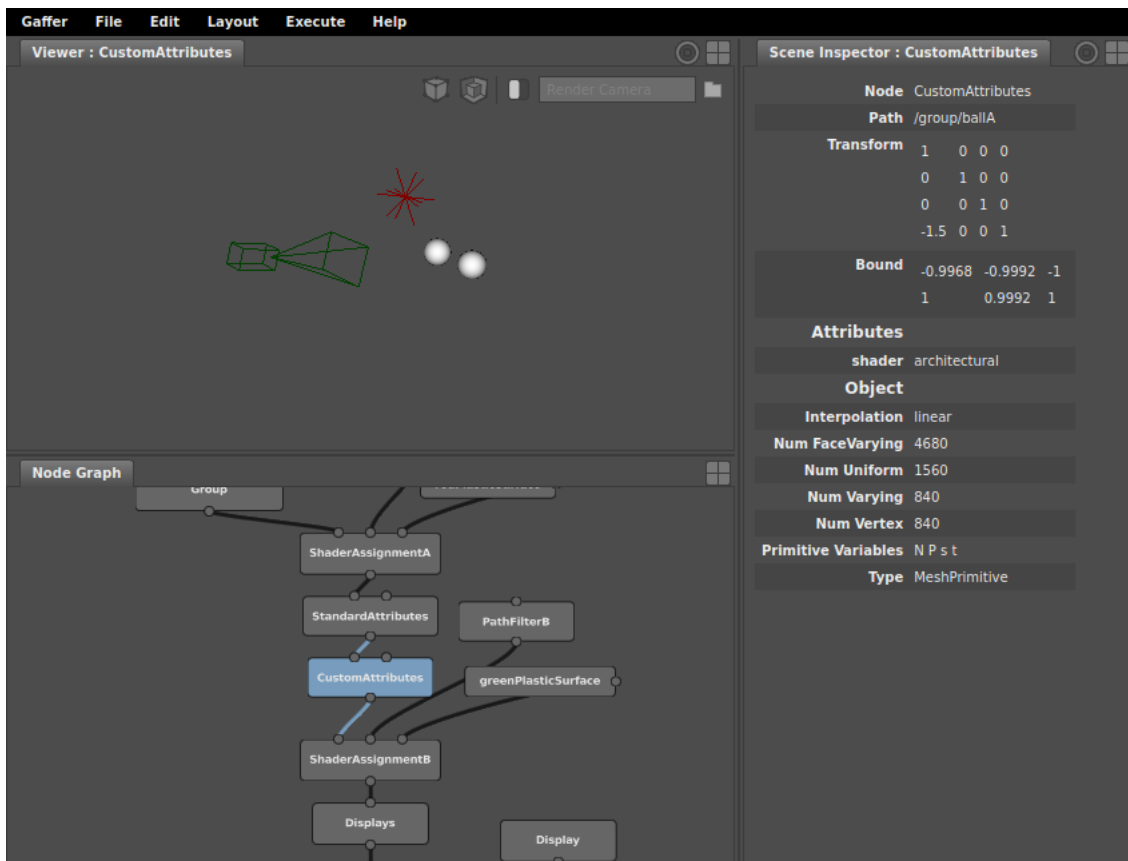 Gaffer File Edit Layout Execute Help
Viewer : CustomAttributes
Render Camera
Scene Inspector : CustomAttributes
Node CustomAttributes
Path /group/ballA
Transform 1 0 0 0
0 1 0 0
0 0 1 0
-1.5 0 0 1
Bound -0.9968 -0.9992 -1
1 0.9992 1
Attributes
shader architectural
Object
Interpolation linear
Num FaceVarying 4680
Num Uniform 1560
Num Varying 840
Num Vertex 840
Primitive Variables N P s t
Type MeshPrimitive
Node Graph
Group
ShaderAssignmentA
StandardAttributes
PathFilterB
CustomAttributes
greenPlasticSurface
ShaderAssignmentB
Displays
Display